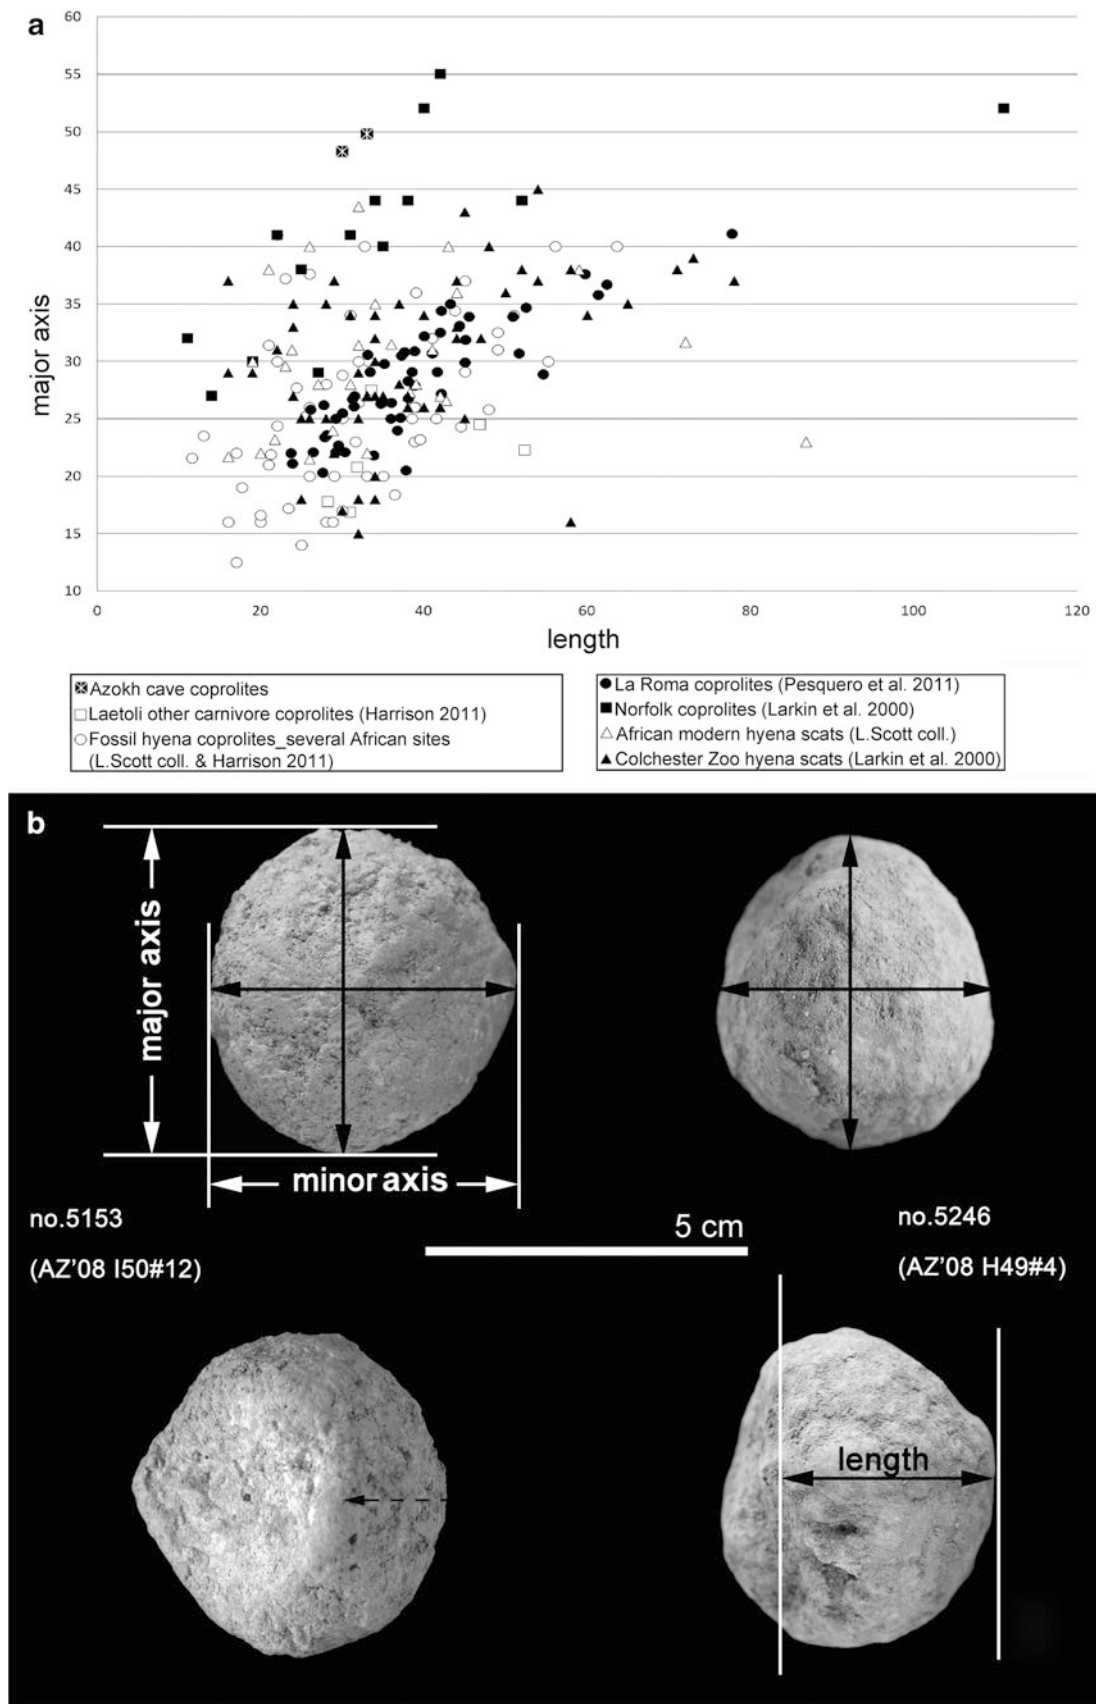 a
60
55
50
45
40
35
30
25
20
15
10
major axis
0 20 40 60 80 100 120
length
Azokh cave coprolites
Laetoli other carnivore coprolites (Harrison 2011)
Fossil hyena coprolites_several African sites
(L.Scott coll. & Harrison 2011)
La Roma coprolites (Pesquero et al. 2011)
Norfolk coprolites (Larkin et al. 2000)
African modern hyena scats (L.Scott coll.)
Colchester Zoo hyena scats (Larkin et al. 2000)
b
major axis
minor axis
no.5153
(AZ'08 I50#12)
5 cm
no.5246
(AZ'08 H49#4)
length